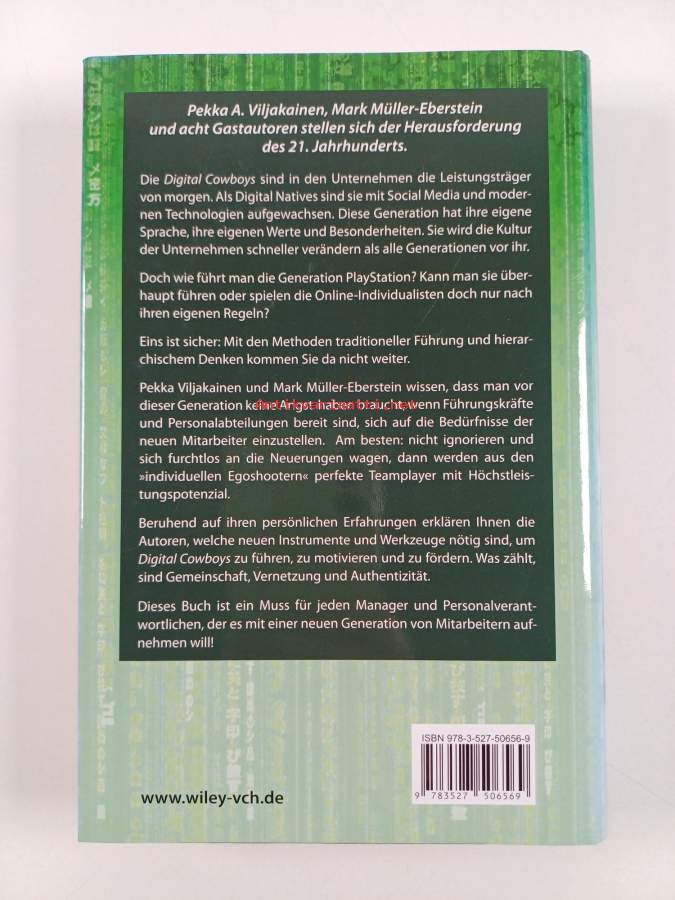 Pekka A. Viljakainen, Mark Müller-Eberstein
und acht Gastautoren stellen sich der Herausforderung
des 21. Jahrhunderts.
Die Digital Cowboys sind in den Unternehmen die Leistungsträger
von morgen. Als Digital Natives sind sie mit Social Media und moder-
nen Technologien aufgewachsen. Diese Generation hat ihre eigene
Sprache, ihre eigenen Werte und Besonderheiten. Sie wird die Kultur
der Unternehmen schneller verändern als alle Generationen vor ihr.
Doch wie führt man die Generation PlayStation? Kann man sie über-
haupt führen oder spielen die Online-Individualisten doch nur nach
ihren eigenen Regeln?
Eins ist sicher: Mit den Methoden traditioneller Führung und hierar-
chischem Denken kommen Sie da nicht weiter.
Pekka Viljakainen und Mark Müller-Eberstein wissen, dass man vor
dieser Generation keine Angst haben braucht, wenn Führungskräfte
und Personalabteilungen bereit sind, sich auf die Bedürfnisse der
neuen Mitarbeiter einzustellen. Am besten: nicht ignorieren und
sich furchtlos an die Neuerungen wagen, dann werden aus den
»individuellen Egoshootern« perfekte Teamplayer mit Höchstleis-
tungspotenzial.
Beruhend auf ihren persönlichen Erfahrungen erklären Ihnen die
Autoren, welche neuen Instrumente und Werkzeuge nötig sind, um
Digital Cowboys zu führen, zu motivieren und zu fördern. Was zählt,
sind Gemeinschaft, Vernetzung und Authentizität.
Dieses Buch ist ein Muss für jeden Manager und Personalverant-
wortlichen, der es mit einer neuen Generation von Mitarbeitern auf-
nehmen will!
ISBN 978-3-527-50656-9
9 783527 506569
www.wiley-vch.de